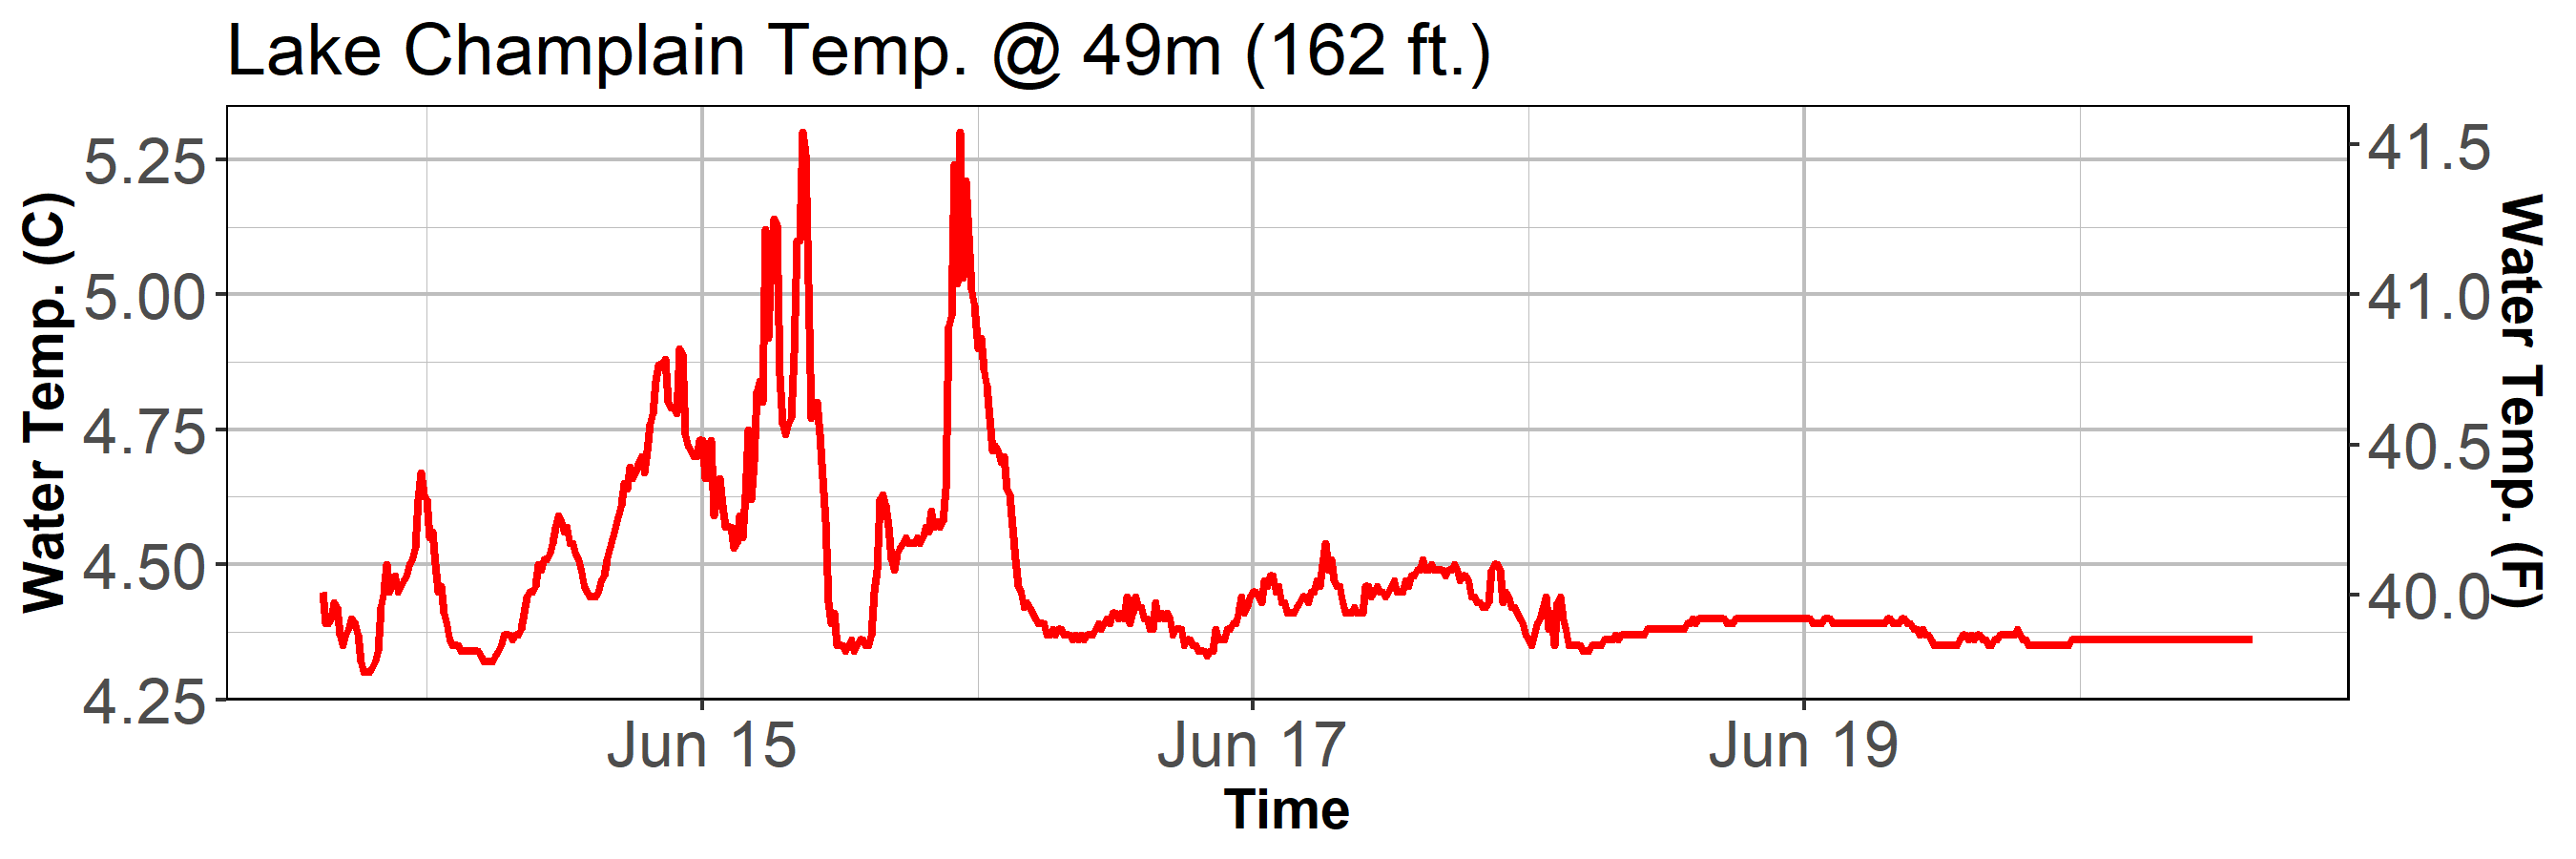 Lake Champlain Temp. @ 49m (162 ft.)
Water Temp. (C)
5.25
5.00
4.75
4.50
4.25
41.5
41.0
40.5
40.0
Water Temp. (F)
Jun 15
Jun 17
Jun 19
Time